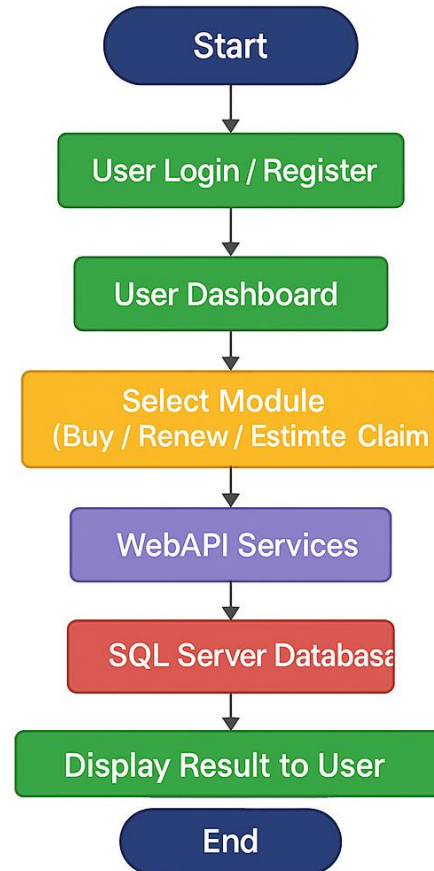 Start
User Login / Register
User Dashboard
Select Module
(Buy / Renew / Estimte Claim
WebAPI Services
SQL Server Databasa
Display Result to User
End